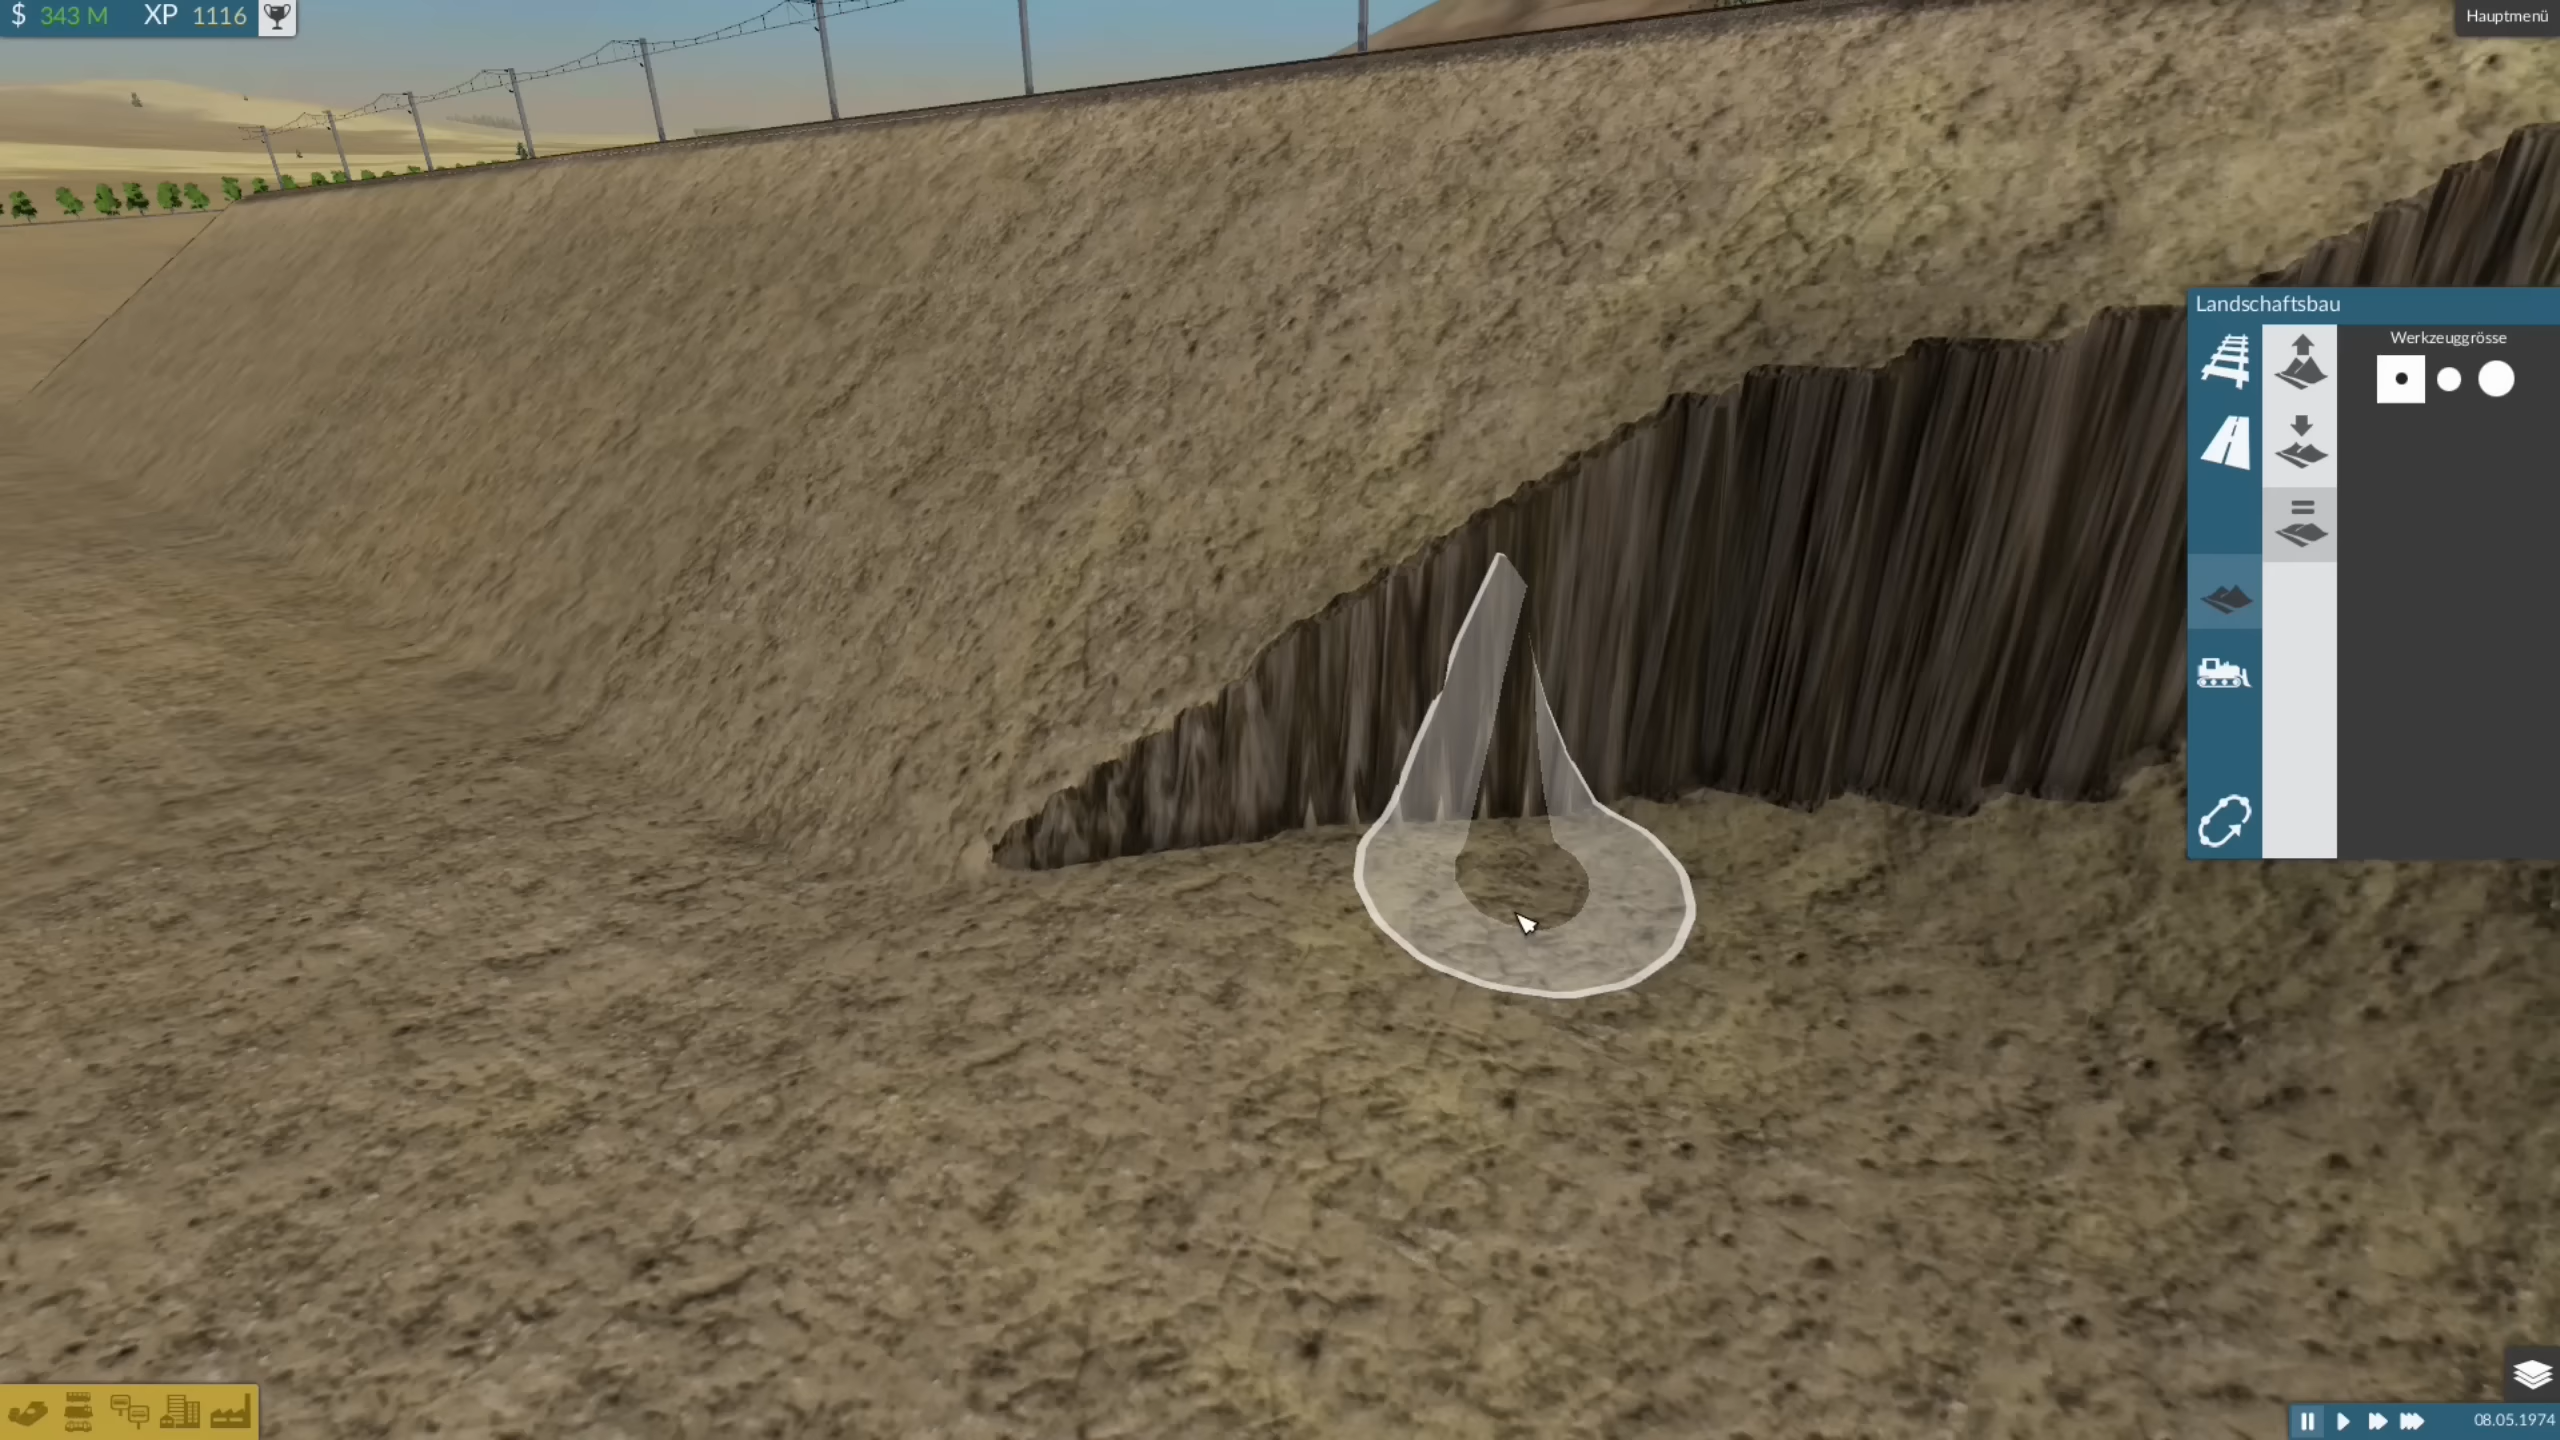 $ 343 M XP 1116
Hauptmenü
Landschaftsbau
Werkzeuggrösse
08.05.1974